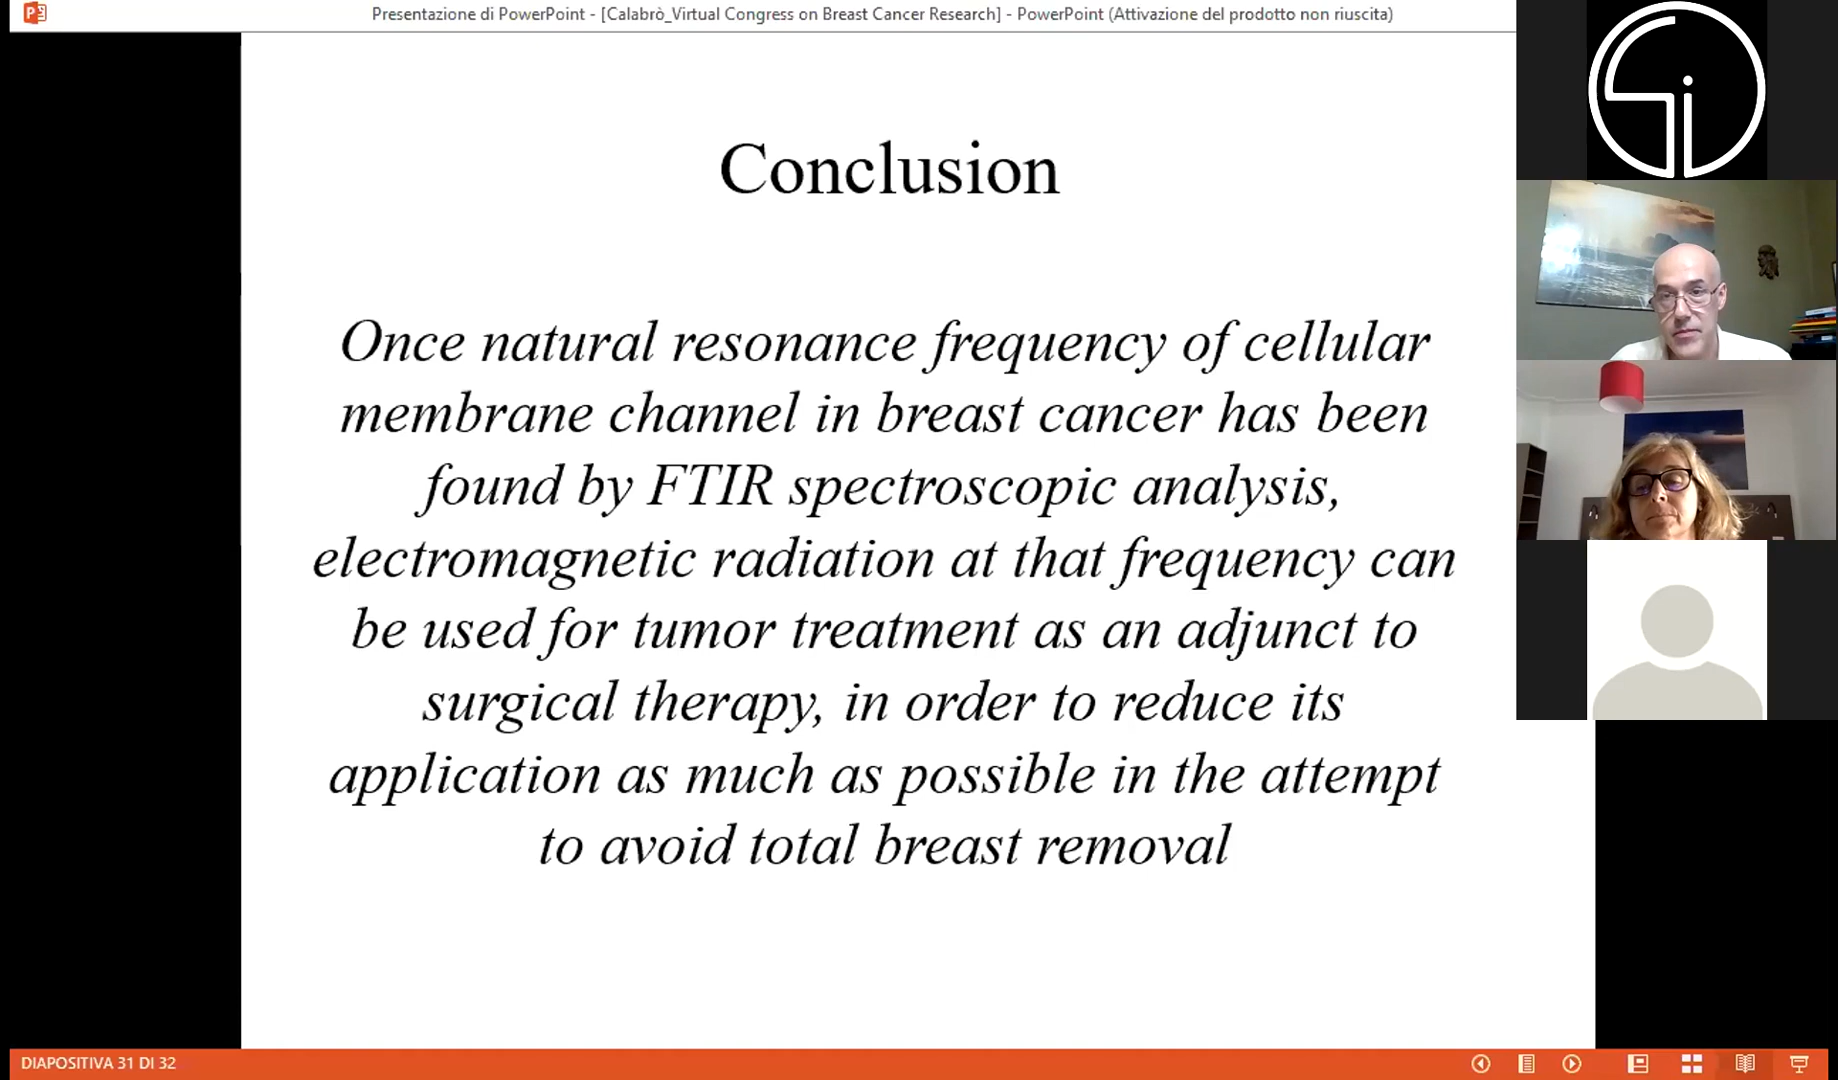 Presentazione di PowerPoint - [Calabrò_Virtual Congress on Breast Cancer Research] - PowerPoint (Attivazione del prodotto non riuscita)
Conclusion
Once natural resonance frequency of cellular
membrane channel in breast cancer has been
found by FTIR spectroscopic analysis,
electromagnetic radiation at that frequency can
be used for tumor treatment as an adjunct to
surgical therapy, in order to reduce its
application as much as possible in the attempt
to avoid total breast removal
DIAPOSITIVA 31 DI 32